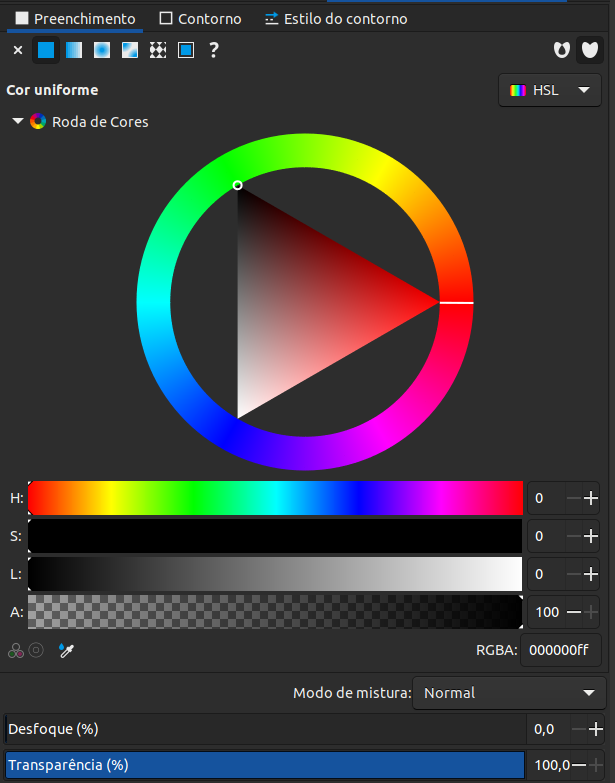 Preenchimento Contorno Estilo do contorno
?
Cor uniforme HSL
Roda de Cores
H: 0
S: 0
L: 0
A: 100
RGBA: 000000ff
Modo de mistura: Normal
Desfoque (%) 0,0
Transparência (%) 100,0